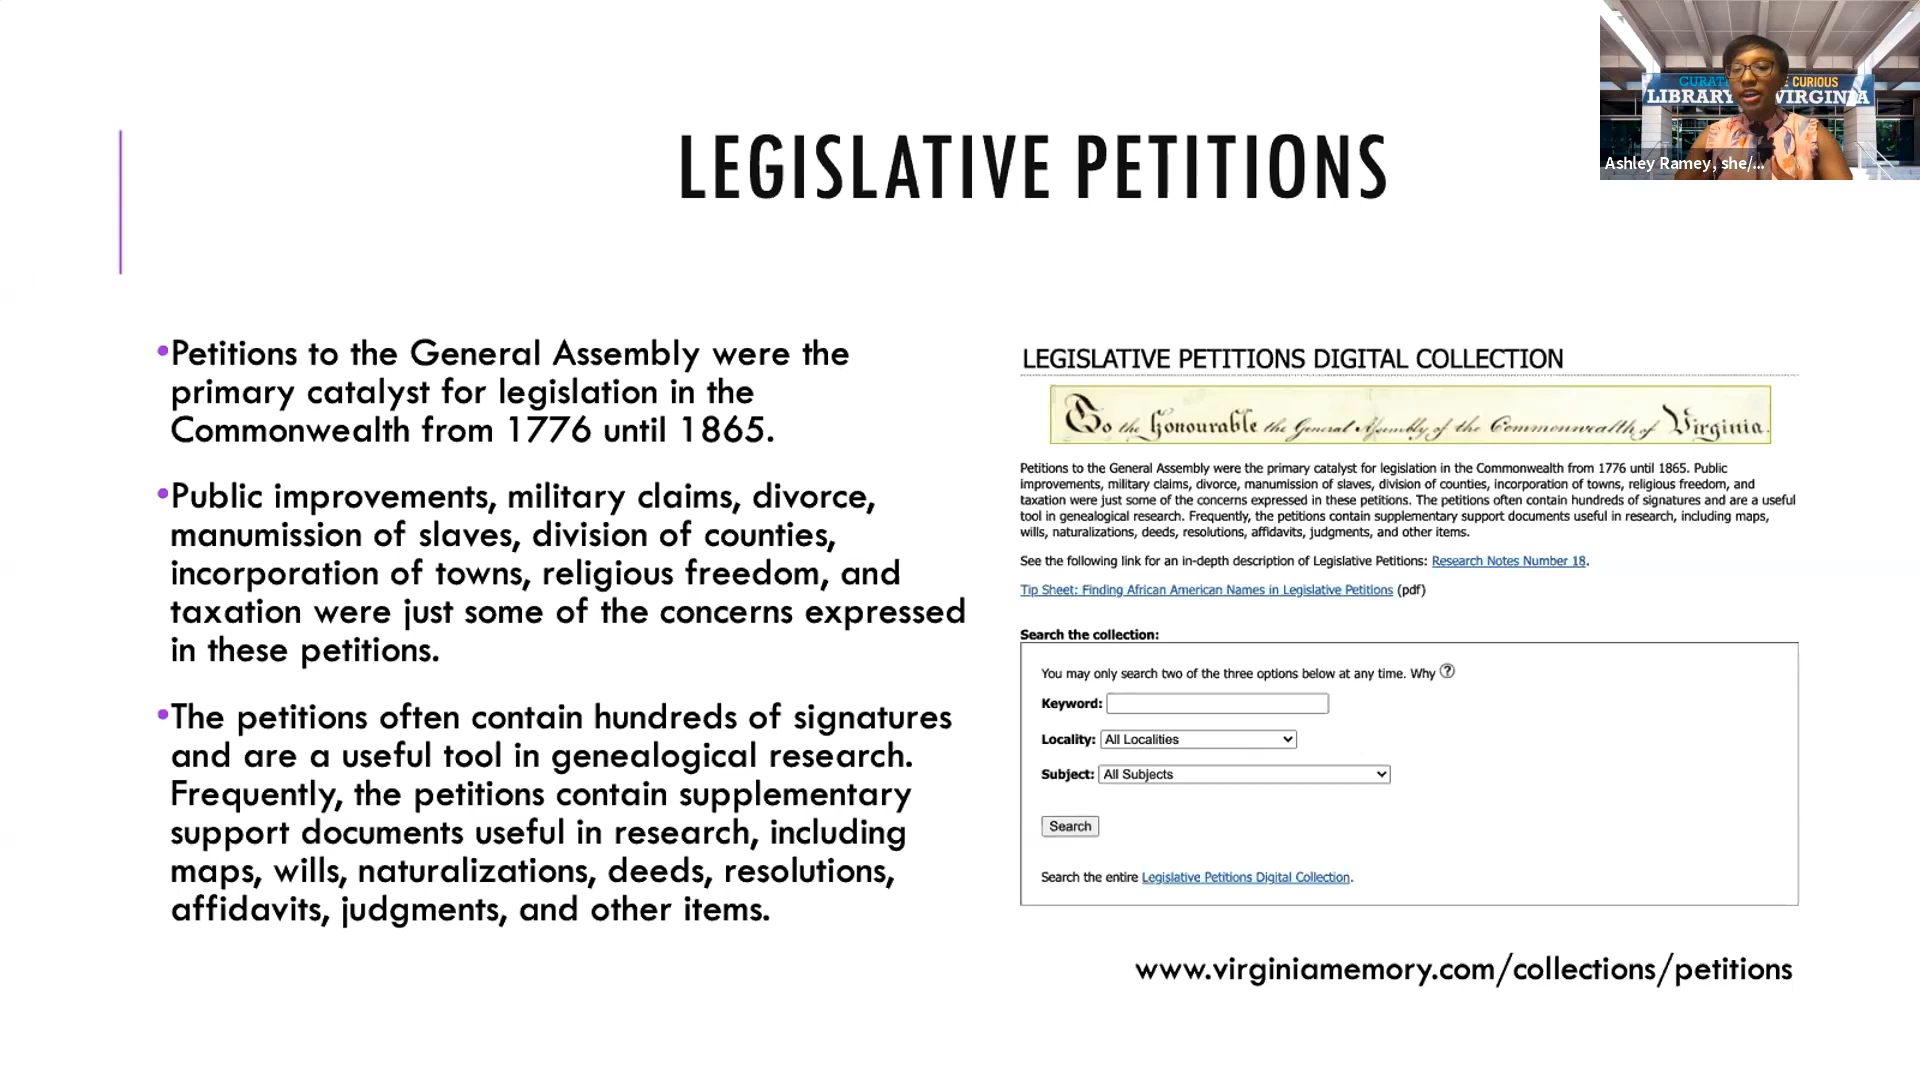 CURAT E CURIOUS
LIBRARY VIRGINIA
Ashley Ramey, she/...
LEGISLATIVE PETITIONS
•Petitions to the General Assembly were the
primary catalyst for legislation in the
Commonwealth from 1776 until 1865.
•Public improvements, military claims, divorce,
manumission of slaves, division of counties,
incorporation of towns, religious freedom, and
taxation were just some of the concerns expressed
in these petitions.
•The petitions often contain hundreds of signatures
and are a useful tool in genealogical research.
Frequently, the petitions contain supplementary
support documents useful in research, including
maps, wills, naturalizations, deeds, resolutions,
affidavits, judgments, and other items.
LEGISLATIVE PETITIONS DIGITAL COLLECTION
To the Honourable the General Assembly of the Commonwealth of Virginia.
Petitions to the General Assembly were the primary catalyst for legislation in the Commonwealth from 1776 until 1865. Public
improvements, military claims, divorce, manumission of slaves, division of counties, incorporation of towns, religious freedom, and
taxation were just some of the concerns expressed in these petitions. The petitions often contain hundreds of signatures and are a useful
tool in genealogical research. Frequently, the petitions contain supplementary support documents useful in research, including maps,
wills, naturalizations, deeds, resolutions, affidavits, judgments, and other items.
See the following link for an in-depth description of Legislative Petitions: Research Notes Number 18.
Tip Sheet: Finding African American Names in Legislative Petitions (pdf)
Search the collection:
You may only search two of the three options below at any time. Why ?
Keyword:
Locality: All Localities
Subject: All Subjects
Search
Search the entire Legislative Petitions Digital Collection.
www.virginiamemory.com/collections/petitions